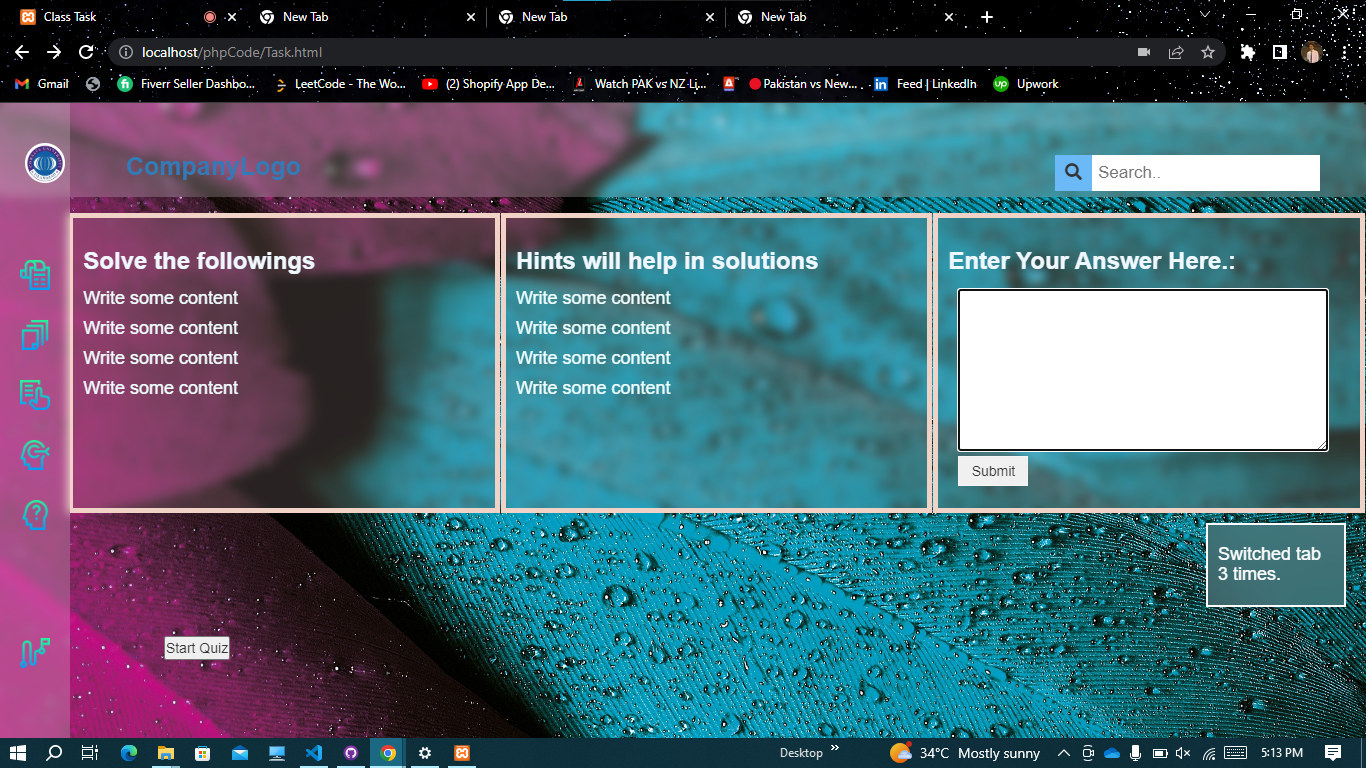 Class Task
New Tab
New Tab
New Tab
localhost/phpCode/Task.html
Gmail
Fiverr Seller Dashbo...
LeetCode - The Wo...
(2) Shopify App De...
Watch PAK vs NZ Li...
Pakistan vs New...
Feed | LinkedIn
Upwork
CompanyLogo
Search..
Solve the followings
Write some content
Write some content
Write some content
Write some content
Hints will help in solutions
Write some content
Write some content
Write some content
Write some content
Enter Your Answer Here.:
Submit
Switched tab
3 times.
Start Quiz
Desktop
34°C Mostly sunny
5:13 PM